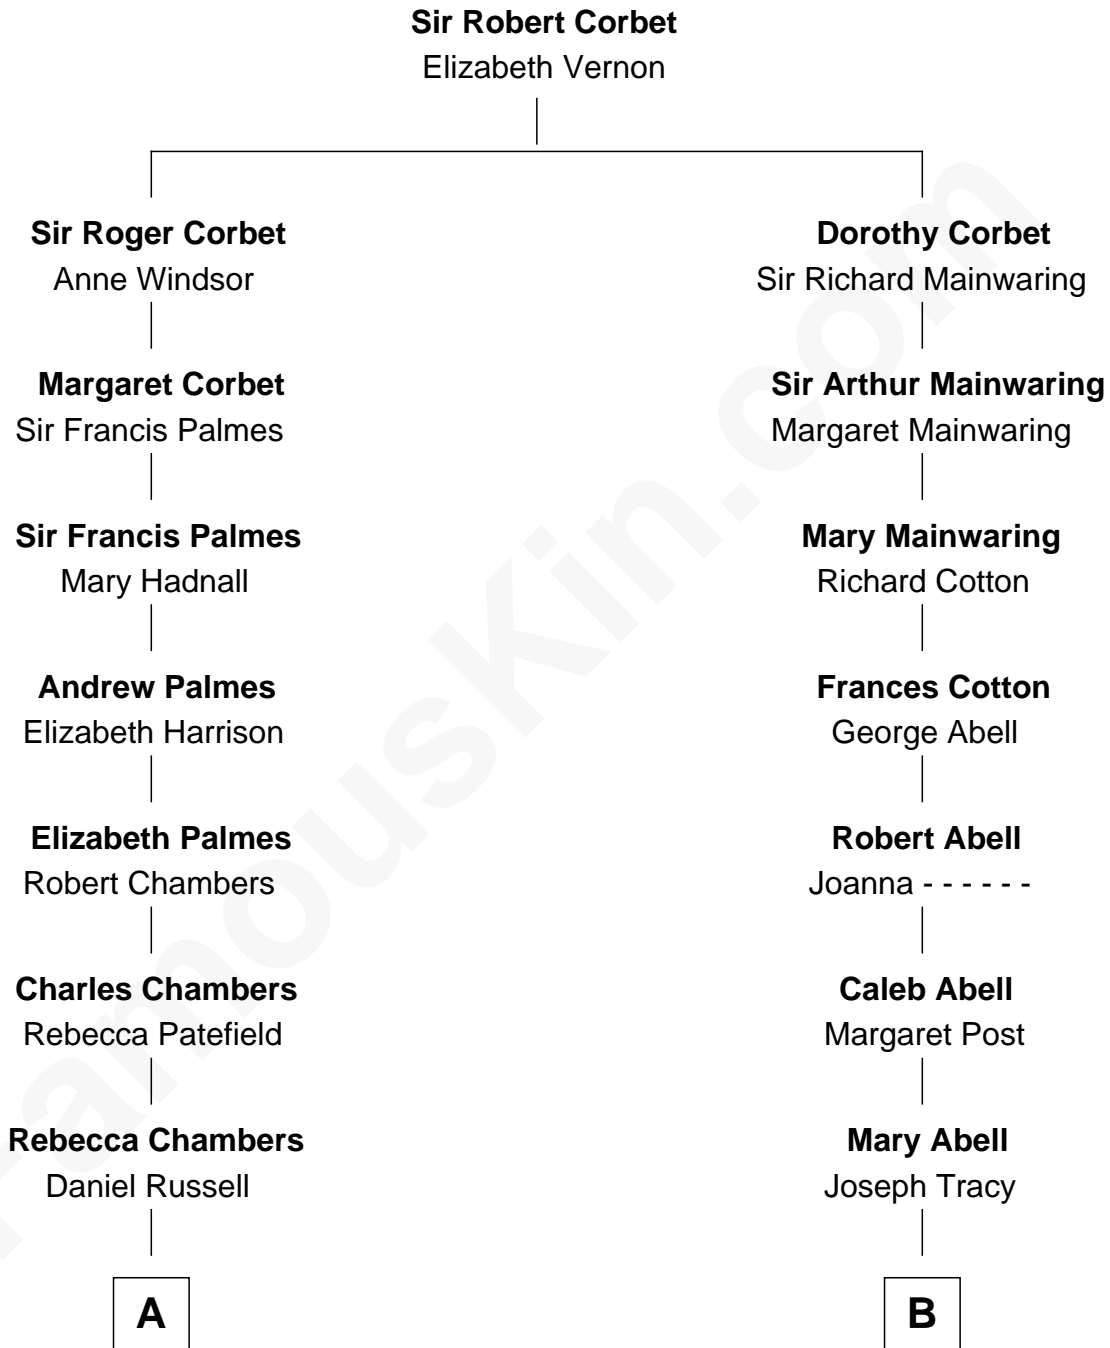 Sir Robert Corbet
Elizabeth Vernon
Sir Roger Corbet
Anne Windsor
Margaret Corbet
Sir Francis Palmes
Sir Francis Palmes
Mary Hadnall
Andrew Palmes
Elizabeth Harrison
Elizabeth Palmes
Robert Chambers
Charles Chambers
Rebecca Patefield
Rebecca Chambers
Daniel Russell
A
Dorothy Corbet
Sir Richard Mainwaring
Sir Arthur Mainwaring
Margaret Mainwaring
Mary Mainwaring
Richard Cotton
Frances Cotton
George Abell
Robert Abell
Joanna - - - - - -
Caleb Abell
Margaret Post
Mary Abell
Joseph Tracy
B
FamousKin.com